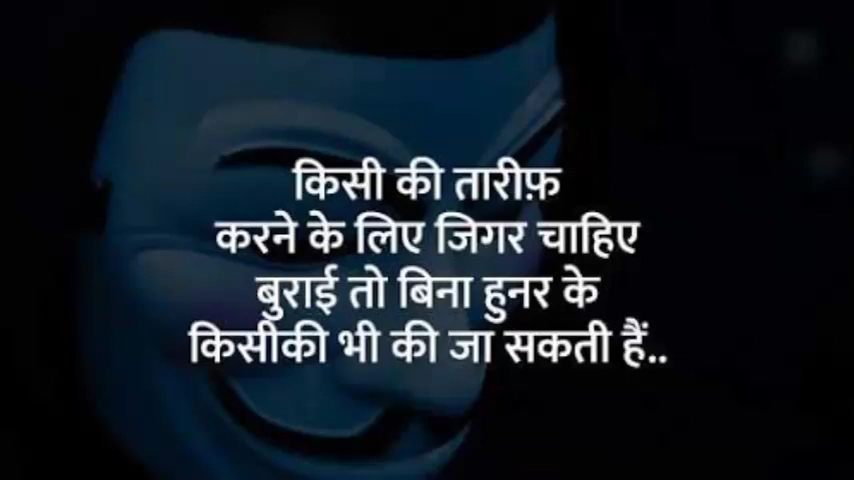 किसी की तारीफ़
करने के लिए जिगर चाहिए
बुराई तो बिना हुनर के
किसीकी भी की जा सकती हैं..